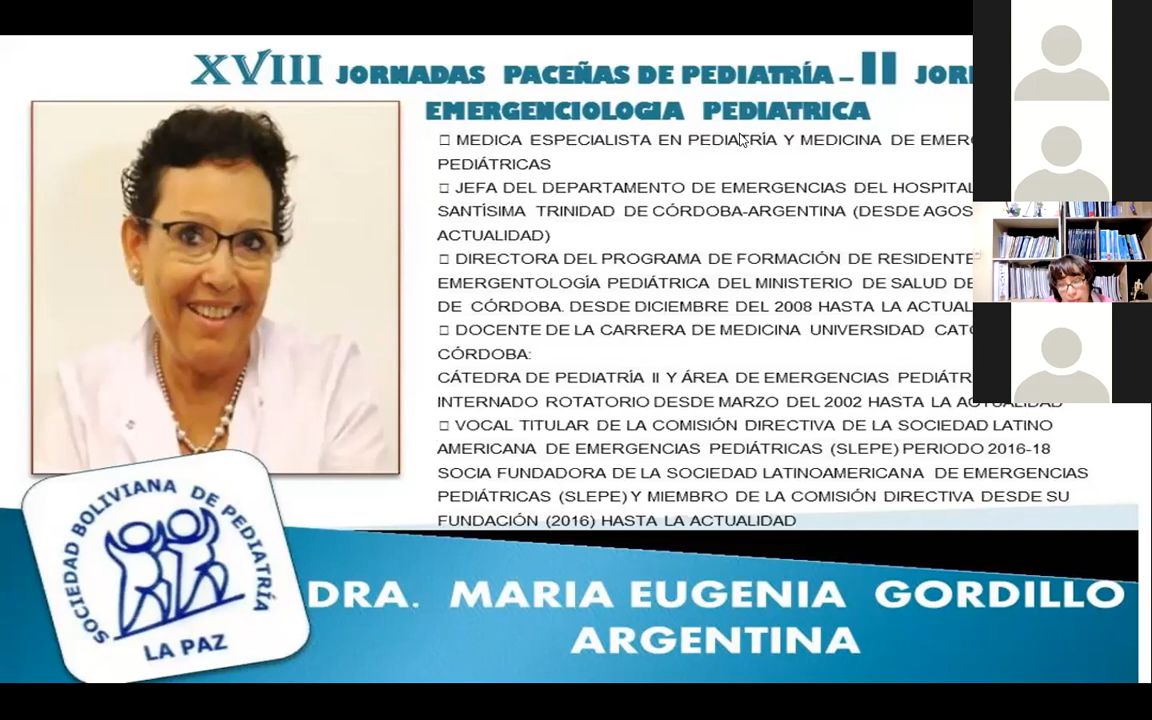 XVIII JORNADAS PACEÑAS DE PEDIATRÍA – II
EMERGENCIOLOGIA PEDIATRICA
MEDICA ESPECIALISTA EN PEDIATRÍA Y MEDICINA DE
PEDIÁTRICAS
JEFA DEL DEPARTAMENTO DE EMERGENCIAS DEL HOSPITAL
SANTÍSIMA TRINIDAD DE CÓRDOBA-ARGENTINA (DESDE
ACTUALIDAD)
DIRECTORA DEL PROGRAMA DE FORMACIÓN DE
EMERGENTOLOGÍA PEDIÁTRICA DEL MINISTERIO DE SALUD
DE CÓRDOBA. DESDE DICIEMBRE DEL 2008 HASTA LA
DOCENTE DE LA CARRERA DE MEDICINA UNIVERSIDAD
CÓRDOBA:
CÁTEDRA DE PEDIATRÍA II Y ÁREA DE EMERGENCIAS
INTERNADO ROTATORIO DESDE MARZO DEL 2002 HASTA LA ACTUALIDAD
VOCAL TITULAR DE LA COMISIÓN DIRECTIVA DE LA SOCIEDAD LATINO
AMERICANA DE EMERGENCIAS PEDIÁTRICAS (SLEPE) PERIODO 2016-18
SOCIA FUNDADORA DE LA SOCIEDAD LATINOAMERICANA DE EMERGENCIAS
PEDIÁTRICAS (SLEPE) Y MIEMBRO DE LA COMISIÓN DIRECTIVA DESDE SU
FUNDACIÓN (2016) HASTA LA ACTUALIDAD
SOCIEDAD BOLIVIANA DE PEDIATRÍA
LA PAZ
DRA. MARIA EUGENIA GORDILLO
ARGENTINA